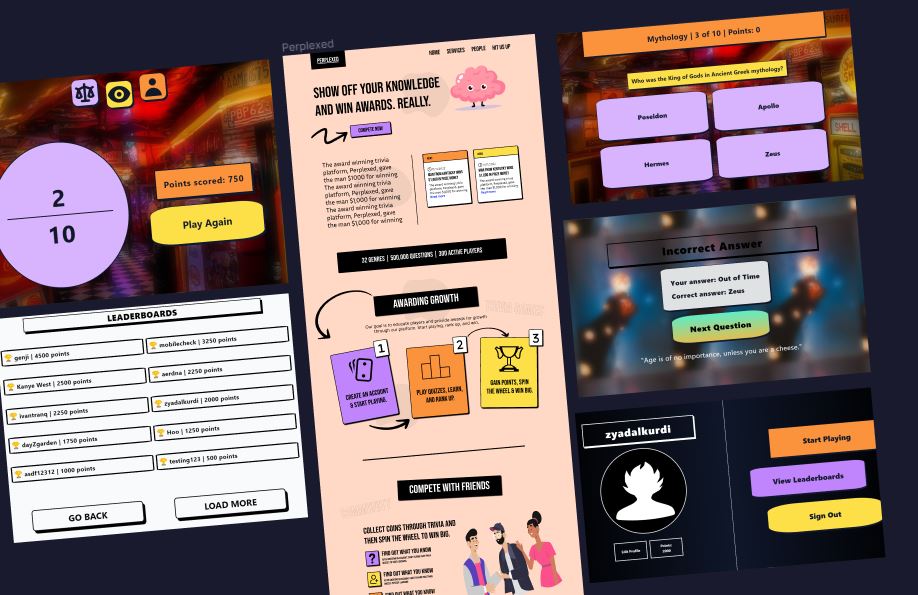 Perplexed
2
10
Points scored: 750
Play Again
LEADERBOARDS
genji | 4500 points
mobilecheck | 3250 points
Kanye West | 2500 points
aerdna | 2250 points
ivantranq | 2250 points
zyadalkurdi | 2000 points
dayZgarden | 1750 points
Hoo | 1250 points
asdf12312 | 1000 points
testing123 | 500 points
GO BACK
LOAD MORE
PERPLEXED
HOME SERVICES PEOPLE HIT US UP
SHOW OFF YOUR KNOWLEDGE
AND WIN AWARDS. REALLY.
COMPETE NOW
The award winning trivia
platform, Perplexed, gave
the man $1000 for winning
The award winning trivia
platform, Perplexed, gave
the man $1,000 for winning
The award winning trivia
platform, Perplexed, gave
the man $1,000 for winning
32 GENRES | 500,000 QUESTIONS | 300 ACTIVE PLAYERS
AWARDING GROWTH
Our goal is to educate players and provide awards for growth
through our platform. Start playing, rank up, and win.
1
CREATE AN ACCOUNT
& START PLAYING.
2
PLAY QUIZZES, LEARN,
AND RANK UP.
3
GAIN POINTS, SPIN
THE WHEEL & WIN BIG.
COMPETE WITH FRIENDS
COLLECT COINS THROUGH TRIVIA AND
THEN SPIN THE WHEEL TO WIN BIG.
FIND OUT WHAT YOU KNOW
FIND OUT WHAT YOU KNOW
FIND OUT WHAT YOU KNOW
Mythology | 3 of 10 | Points: 0
Who was the King of Gods in Ancient Greek mythology?
Poseidon
Apollo
Hermes
Zeus
SHELL
Incorrect Answer
Your answer: Out of Time
Correct answer: Zeus
Next Question
"Age is of no importance, unless you are a cheese."
zyadalkurdi
Edit Profile
Points:
2000
Start Playing
View Leaderboards
Sign Out